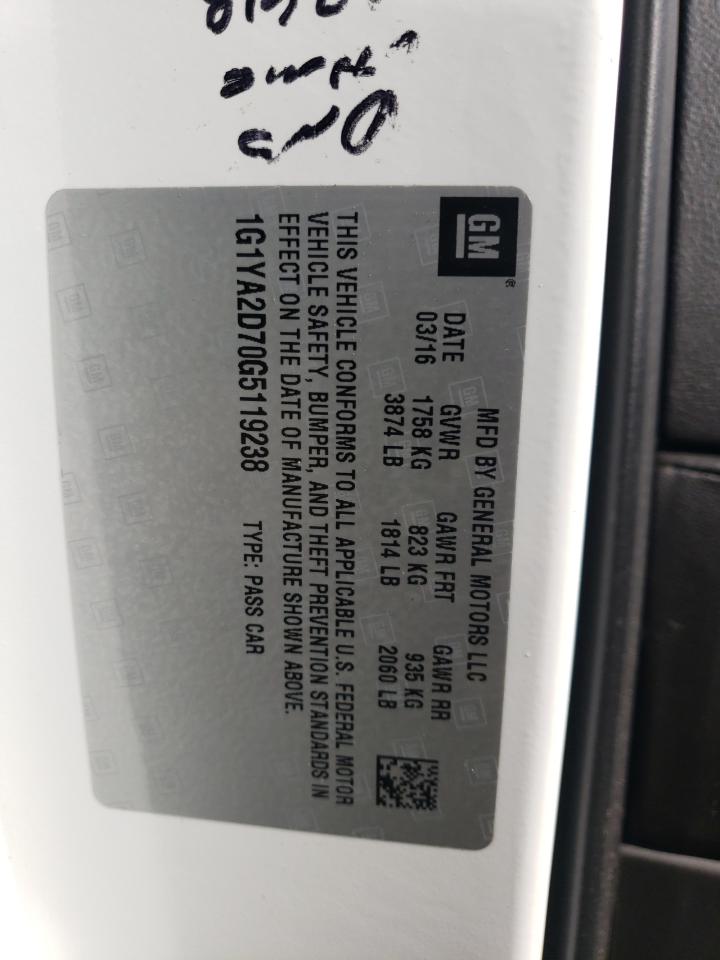 GM
MFD BY GENERAL MOTORS LLC
DATE GVWR GAWR FRT GAWR RR
03/16 1758 KG 823 KG 935 KG
3874 LB 1814 LB 2060 LB
THIS VEHICLE CONFORMS TO ALL APPLICABLE U.S. FEDERAL MOTOR
VEHICLE SAFETY, BUMPER, AND THEFT PREVENTION STANDARDS IN
EFFECT ON THE DATE OF MANUFACTURE SHOWN ABOVE.
1G1YA2D70G5119238 TYPE: PASS CAR